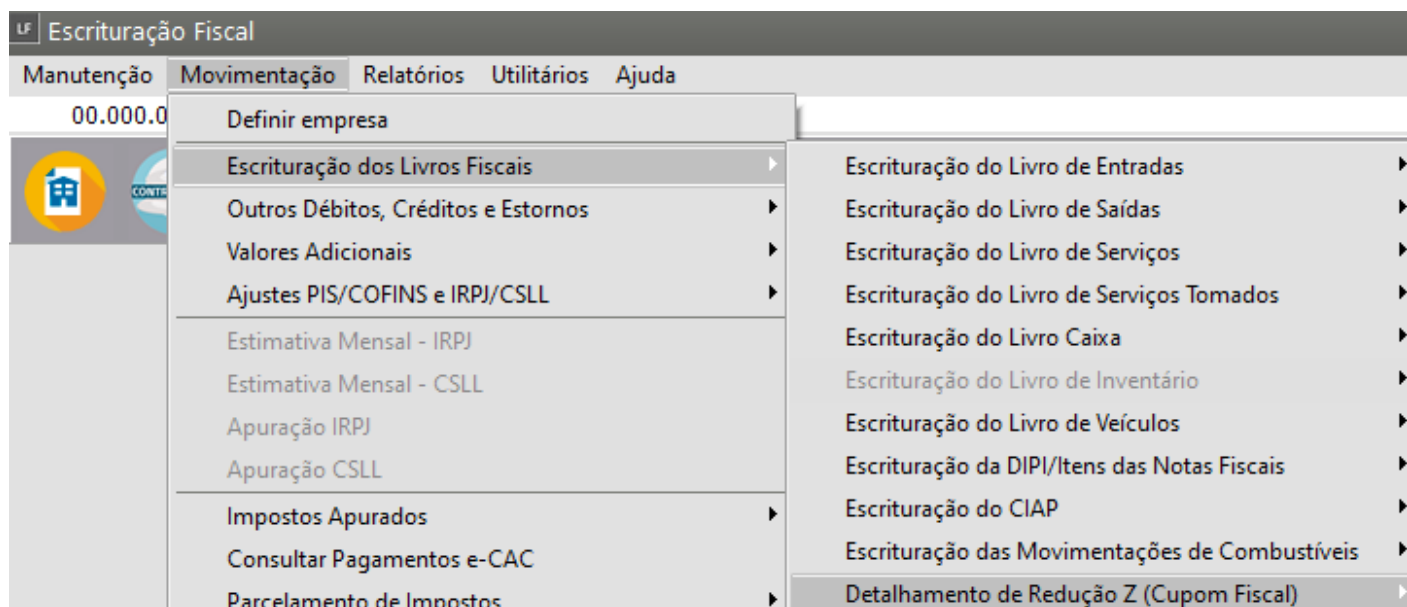 LF Escrituração Fiscal
Manutenção Movimentação Relatórios Utilitários Ajuda
00.000.0
Definir empresa
Escrituração dos Livros Fiscais
Outros Débitos, Créditos e Estornos
Valores Adicionais
Ajustes PIS/COFINS e IRPJ/CSLL
Estimativa Mensal - IRPJ
Estimativa Mensal - CSLL
Apuração IRPJ
Apuração CSLL
Impostos Apurados
Consultar Pagamentos e-CAC
Parcelamento de Impostos
Escrituração do Livro de Entradas
Escrituração do Livro de Saídas
Escrituração do Livro de Serviços
Escrituração do Livro de Serviços Tomados
Escrituração do Livro Caixa
Escrituração do Livro de Inventário
Escrituração do Livro de Veículos
Escrituração da DIPI/Itens das Notas Fiscais
Escrituração do CIAP
Escrituração das Movimentações de Combustíveis
Detalhamento de Redução Z (Cupom Fiscal)